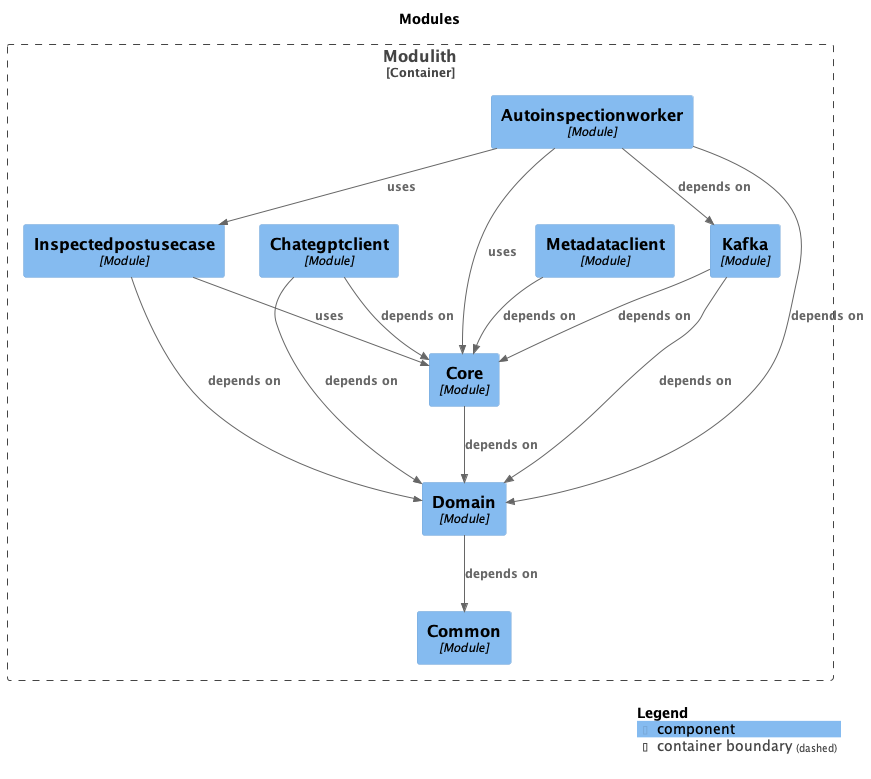 Modules
Modulith
[Container]
Autoinspectionworker
[Module]
uses
depends on
Inspectedpostusecase
[Module]
Chategptclient
[Module]
Metadataclient
[Module]
Kafka
[Module]
uses
uses
depends on
depends on
depends on
depends on
Core
[Module]
depends on
depends on
depends on
depends on
Domain
[Module]
depends on
Common
[Module]
Legend
component
container boundary (dashed)